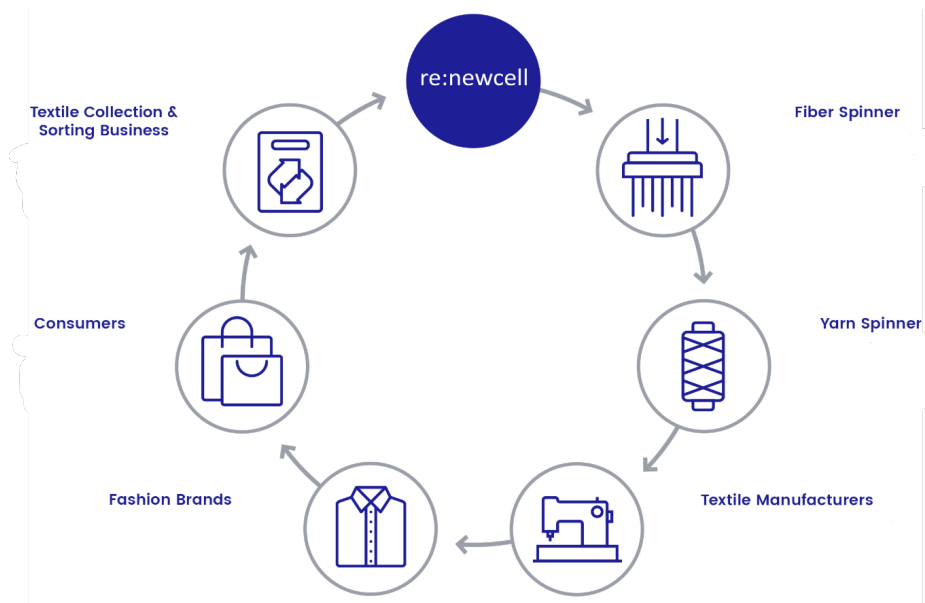 re:newcell
Textile Collection &
Sorting Business
Fiber Spinner
Consumers
Yarn Spinner
Fashion Brands
Textile Manufacturers